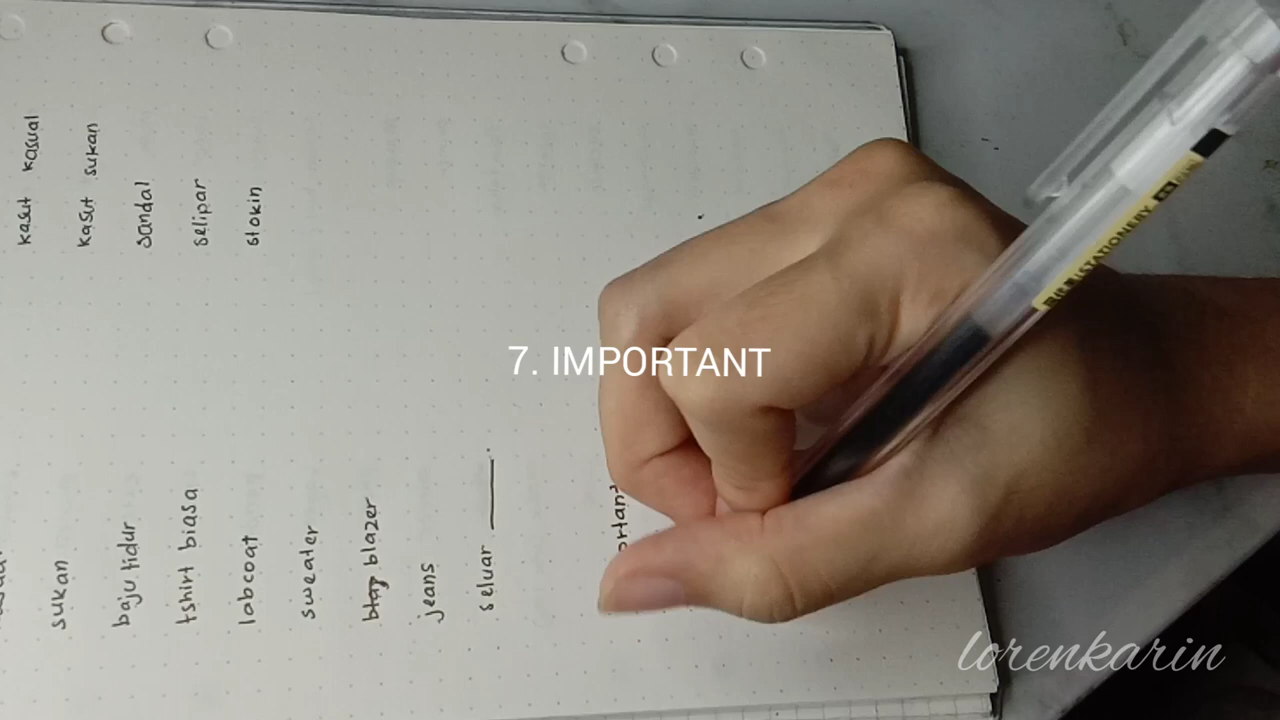 kasut kasual
kasut sukan
sandal
selipar
stokin
sukan
baju tidur
tshirt biasa
labcoat
sweater
blazer
jeans
seluar
7. IMPORTANT
STATIONERY
lorenkarin